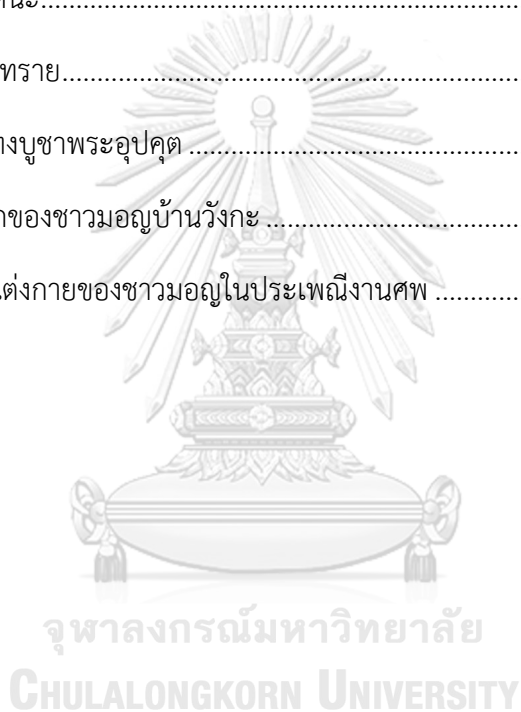 ทราย..........................................................
างบูชาพระอุปคุต ...........................................
าของชาวมอญบ้านวังกะ ..................................
แต่งกายของชาวมอญในประเพณีงานศพ ............
จุฬาลงกรณ์มหาวิทยาลัย
CHULALONGKORN UNIVERSITY